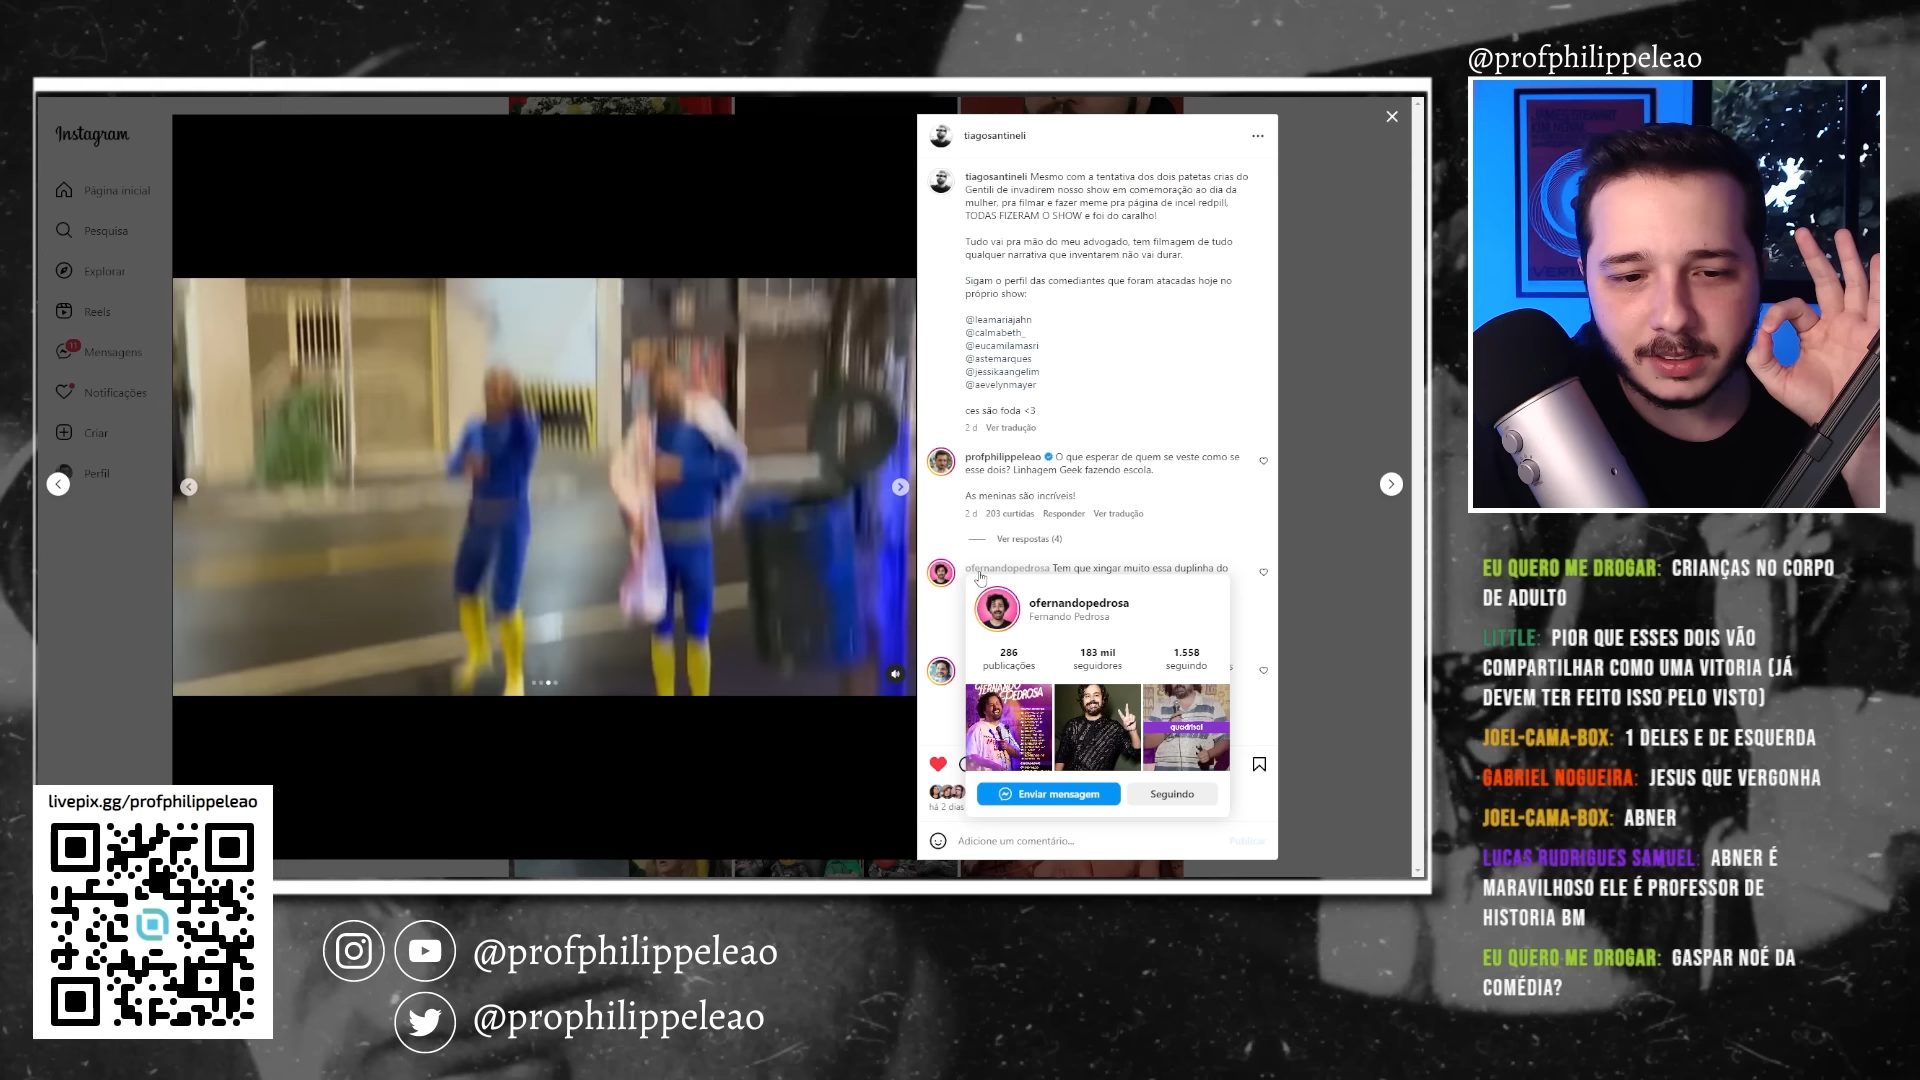 @profphilippeleao
Instagram
Página inicial
Pesquisa
Explorar
Reels
11
Mensagens
Notificações
Criar
Perfil
tiagosantineli
tiagosantineli Mesmo com a tentativa dos dois patetas crias do
Gentili de invadirem nosso show em comemoração ao dia da
mulher, pra filmar e fazer meme pra página de incel redpill,
TODAS FIZERAM O SHOW e foi do caralho!
Tudo vai pra mão do meu advogado, tem filmagem de tudo
qualquer narrativa que inventarem não vai durar.
Sigam o perfil das comediantes que foram atacadas hoje no
próprio show:
@leamariajahn
@calmabeth_
@eucamilamasri
@astemarques
@jessikaangelim
@aevelynmayer
ces são foda <3
2 d Ver tradução
profphilippeleao O que esperar de quem se veste como se
esse dois? Linhagem Geek fazendo escola.
As meninas são incríveis!
2 d 203 curtidas Responder Ver tradução
Ver respostas (4)
ofernandopedrosa Tem que xingar muito essa duplinha do
ofernandopedrosa
Fernando Pedrosa
286 183 mil 1.558
publicações seguidores seguindo
FERNANDO
PEDROSA
quadrisal
Enviar mensagem Seguindo
há 2 dias
Adicione um comentário...
Publicar
livepix.gg/profphilippeleao
@profphilippeleao
@prophilippeleao
EU QUERO ME DROGAR: CRIANÇAS NO CORPO
DE ADULTO
LITTLE: PIOR QUE ESSES DOIS VÃO
COMPARTILHAR COMO UMA VITORIA (JÁ
DEVEM TER FEITO ISSO PELO VISTO)
JOEL-CAMA-BOX: 1 DELES E DE ESQUERDA
GABRIEL NOGUEIRA: JESUS QUE VERGONHA
JOEL-CAMA-BOX: ABNER
LUCAS RUDRIGUES SAMUEL: ABNER É
MARAVILHOSO ELE É PROFESSOR DE
HISTORIA BM
EU QUERO ME DROGAR: GASPAR NOÉ DA
COMÉDIA?